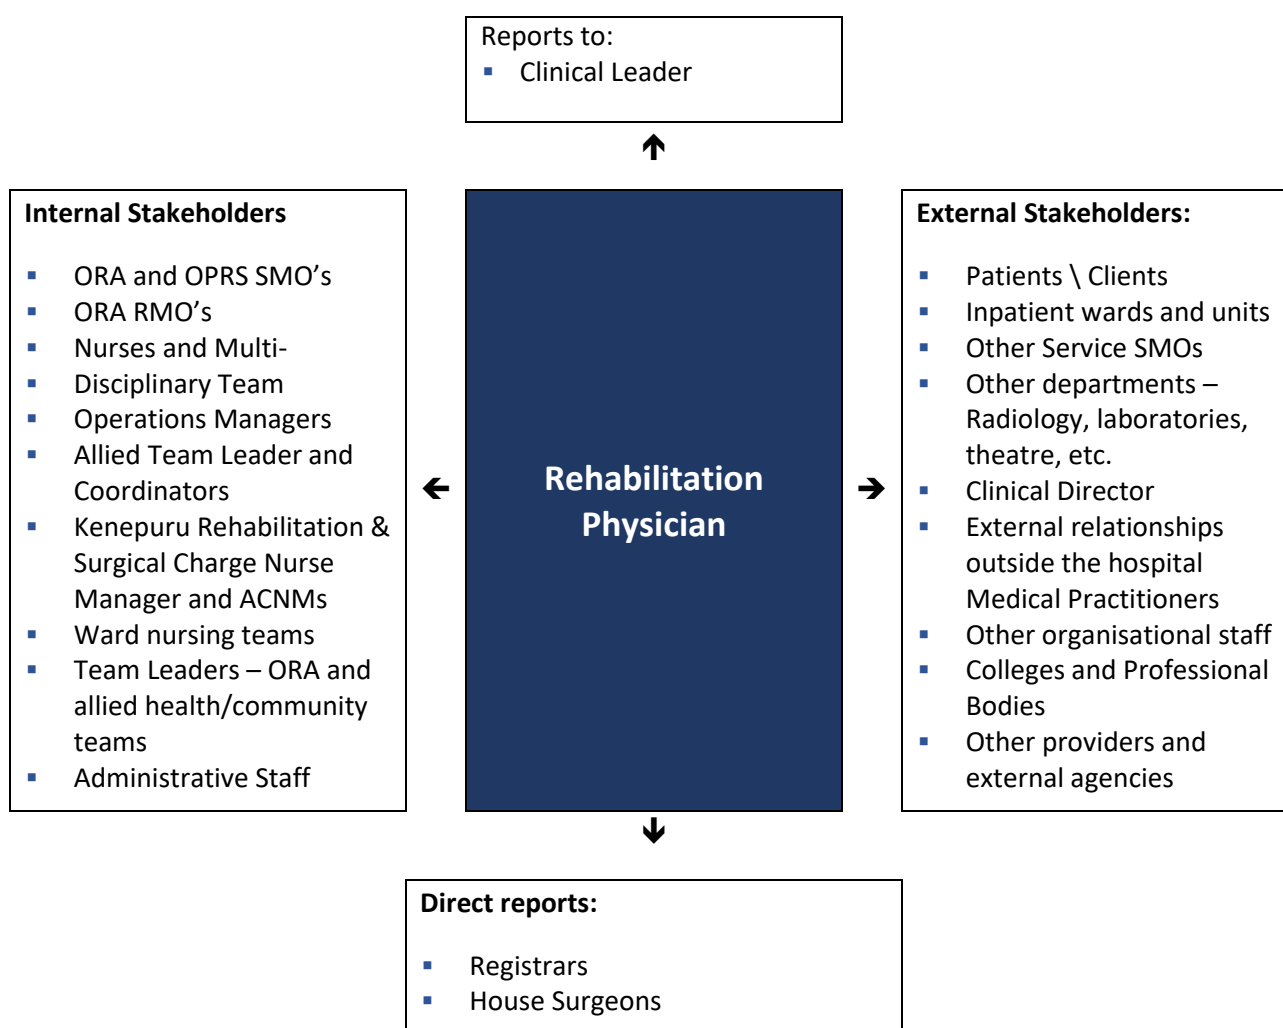 Reports to:
▪ Clinical Leader
Internal Stakeholders
▪ ORA and OPRS SMO’s
▪ ORA RMO’s
▪ Nurses and Multi-
▪ Disciplinary Team
▪ Operations Managers
▪ Allied Team Leader and
Coordinators
▪ Kenepuru Rehabilitation &
Surgical Charge Nurse
Manager and ACNMs
▪ Ward nursing teams
▪ Team Leaders – ORA and
allied health/community
teams
▪ Administrative Staff
Rehabilitation
Physician
External Stakeholders:
▪ Patients \ Clients
▪ Inpatient wards and units
▪ Other Service SMOs
▪ Other departments –
Radiology, laboratories,
theatre, etc.
▪ Clinical Director
▪ External relationships
outside the hospital
Medical Practitioners
▪ Other organisational staff
▪ Colleges and Professional
Bodies
▪ Other providers and
external agencies
Direct reports:
▪ Registrars
▪ House Surgeons